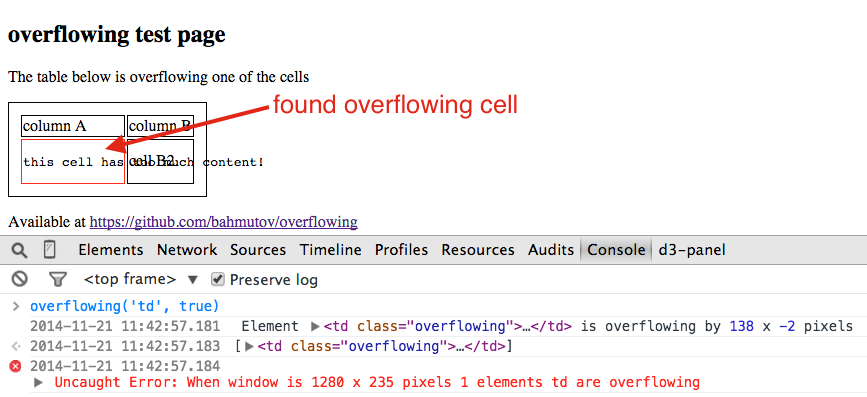 overflowing test page
The table below is overflowing one of the cells
found overflowing cell
column A column B
this cell has too much content! cell B2
Available at https://github.com/bahmutov/overflowing
Elements Network Sources Timeline Profiles Resources Audits Console d3-panel
<top frame> ▼ Preserve log
> overflowing('td', true)
2014-11-21 11:42:57.181 Element ▶<td class="overflowing">…</td> is overflowing by 138 x -2 pixels
2014-11-21 11:42:57.183 [▶<td class="overflowing">…</td>]
2014-11-21 11:42:57.184
▶ Uncaught Error: When window is 1280 x 235 pixels 1 elements td are overflowing